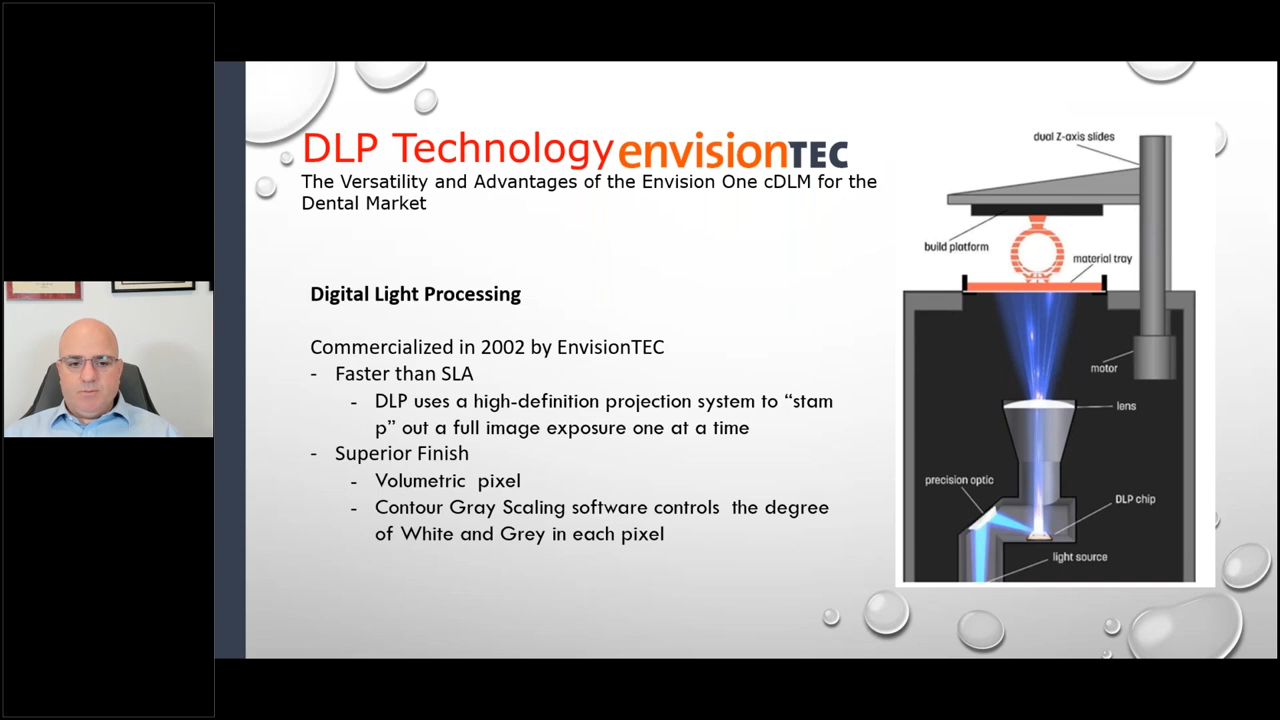 DLP Technology envisionTEC
The Versatility and Advantages of the Envision One cDLM for the
Dental Market
Digital Light Processing
Commercialized in 2002 by EnvisionTEC
- Faster than SLA
- DLP uses a high-definition projection system to “stam
p” out a full image exposure one at a time
- Superior Finish
- Volumetric pixel
- Contour Gray Scaling software controls the degree
of White and Grey in each pixel
dual Z-axis slides
build platform
material tray
motor
lens
precision optic
DLP chip
light source